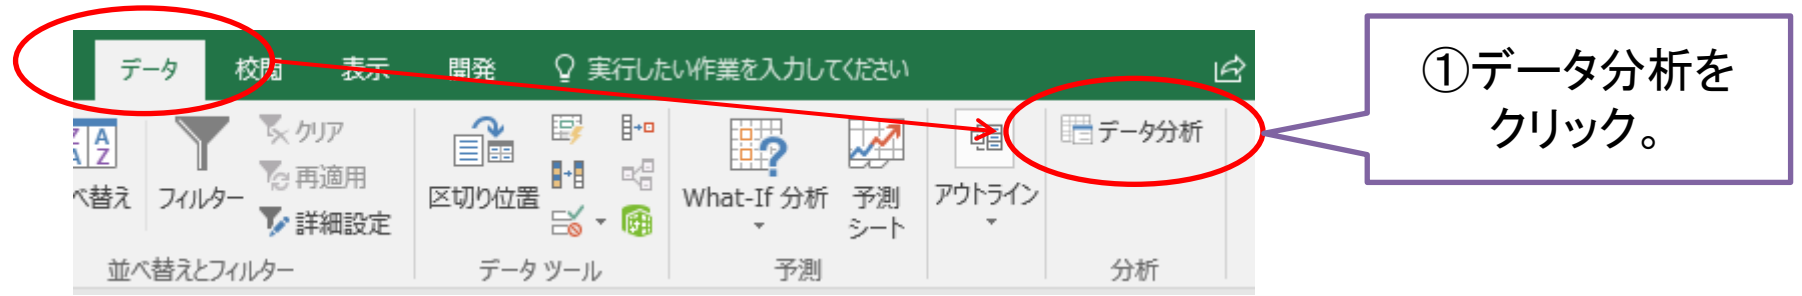 データ 校閲 表示 開発 実行したい作業を入力してください
①データ分析を
クリック。
Z A
A Z
べ替え
フィルター
クリア
再適用
詳細設定
区切り位置
What-If 分析
予測
シート
アウトライン
データ分析
並べ替えとフィルター
データ ツール
予測
分析